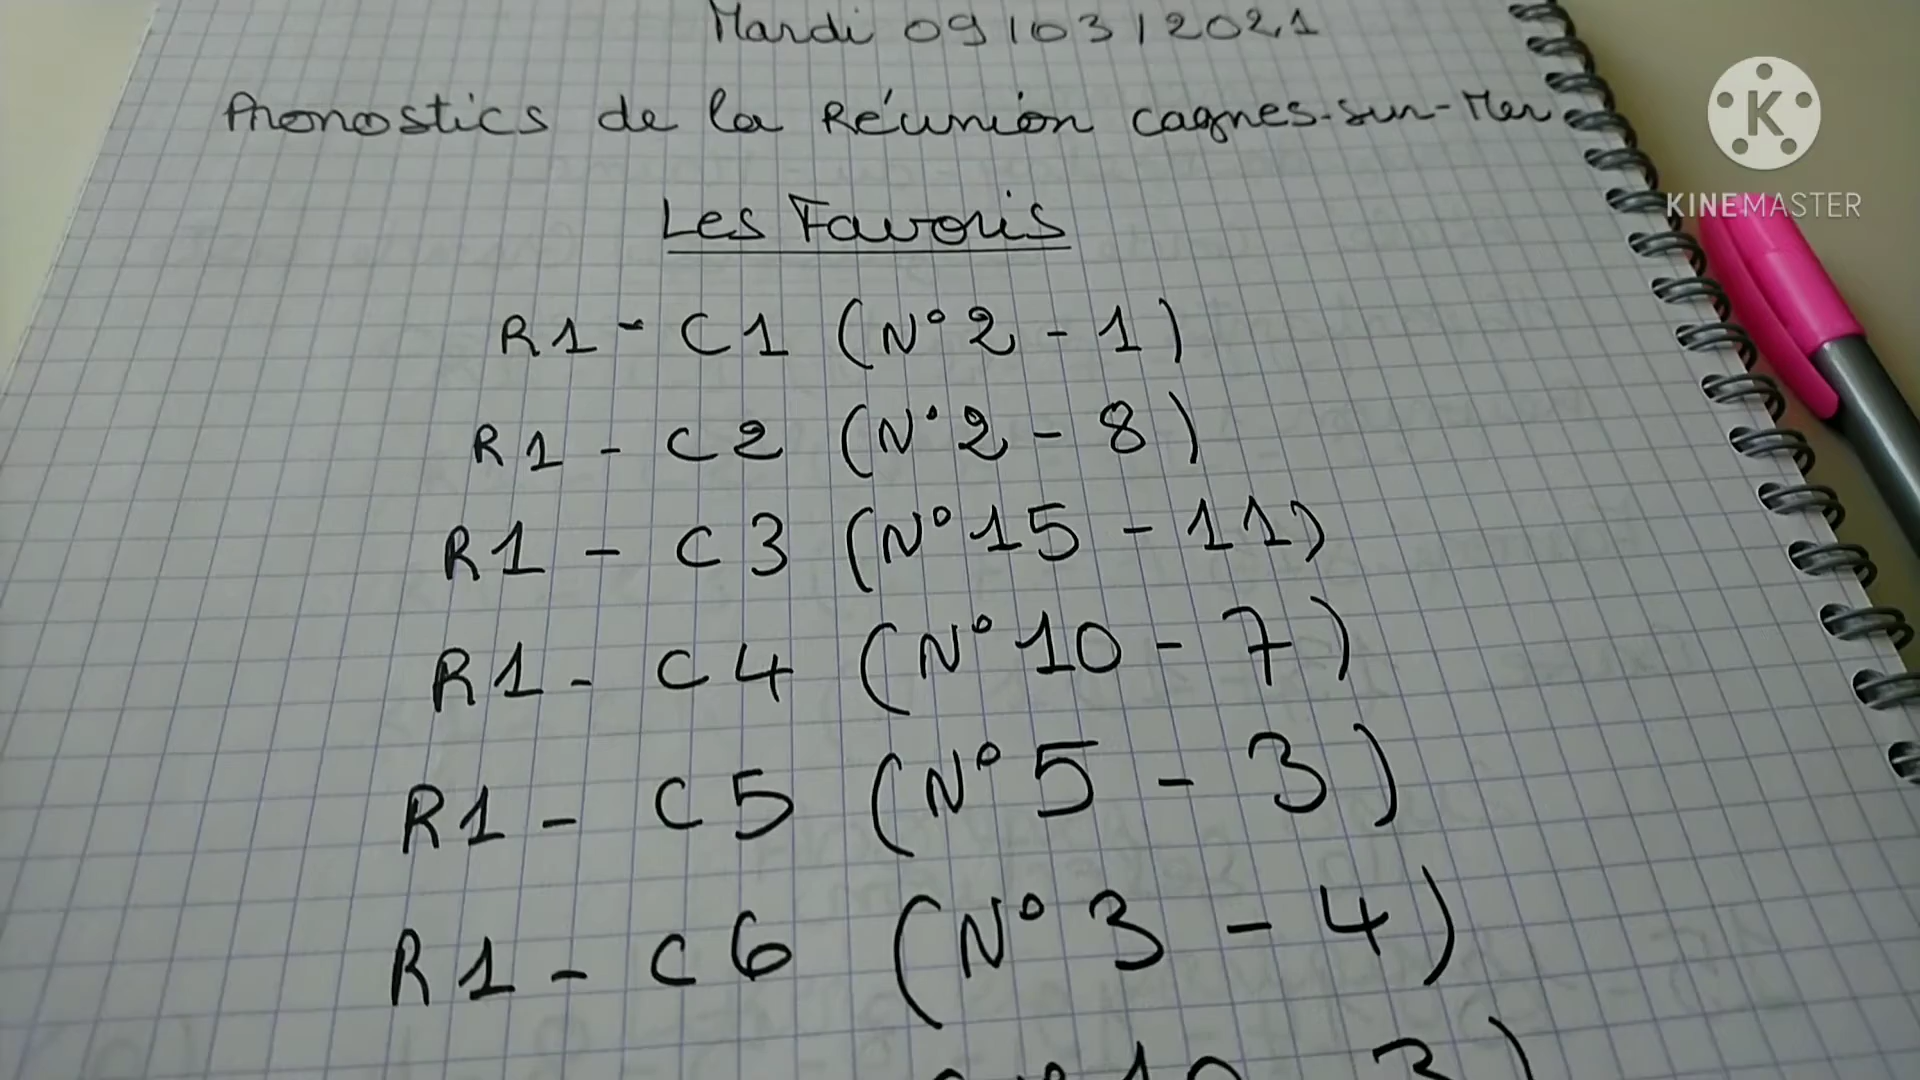 Mardi 09/03/2021
Pronostics de la Réunion cagnes-sur-Mer
Les Favoris
R1 - C1 (N° 2 - 1)
R1 - C2 (N° 2 - 8)
R1 - C3 (N° 15 - 11)
R1 - C4 (N° 10 - 7)
R1 - C5 (N° 5 - 3)
R1 - C6 (N° 3 - 4)
K
KINEMASTER